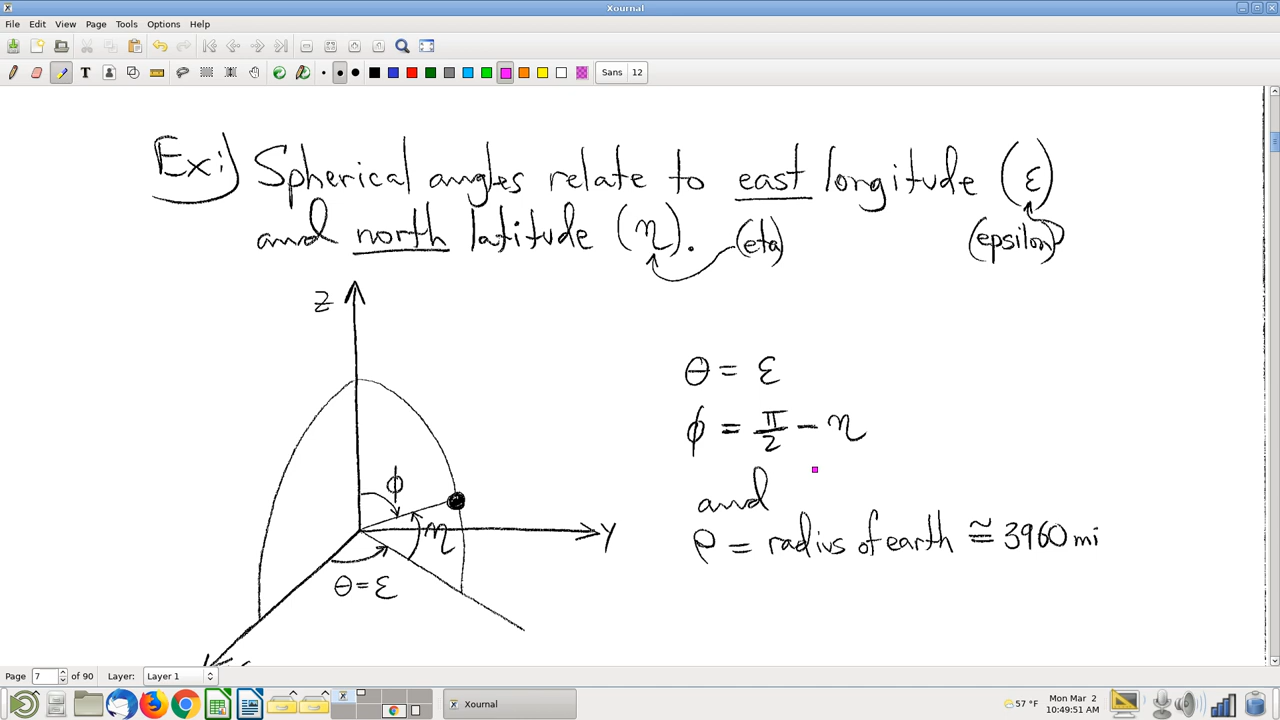 Xournal
File Edit View Page Tools Options Help
Sans 12
Ex:) Spherical angles relate to east longitude (ε)
and north latitude (η). (eta) (epsilon)
Z
θ = ε
φ = π/2 − η
φ
and
η
Y
ρ = radius of earth ≅ 3960 mi
θ = ε
Page 7 of 90 Layer: Layer 1
Xournal
57 °F
Mon Mar 2
10:49:51 AM